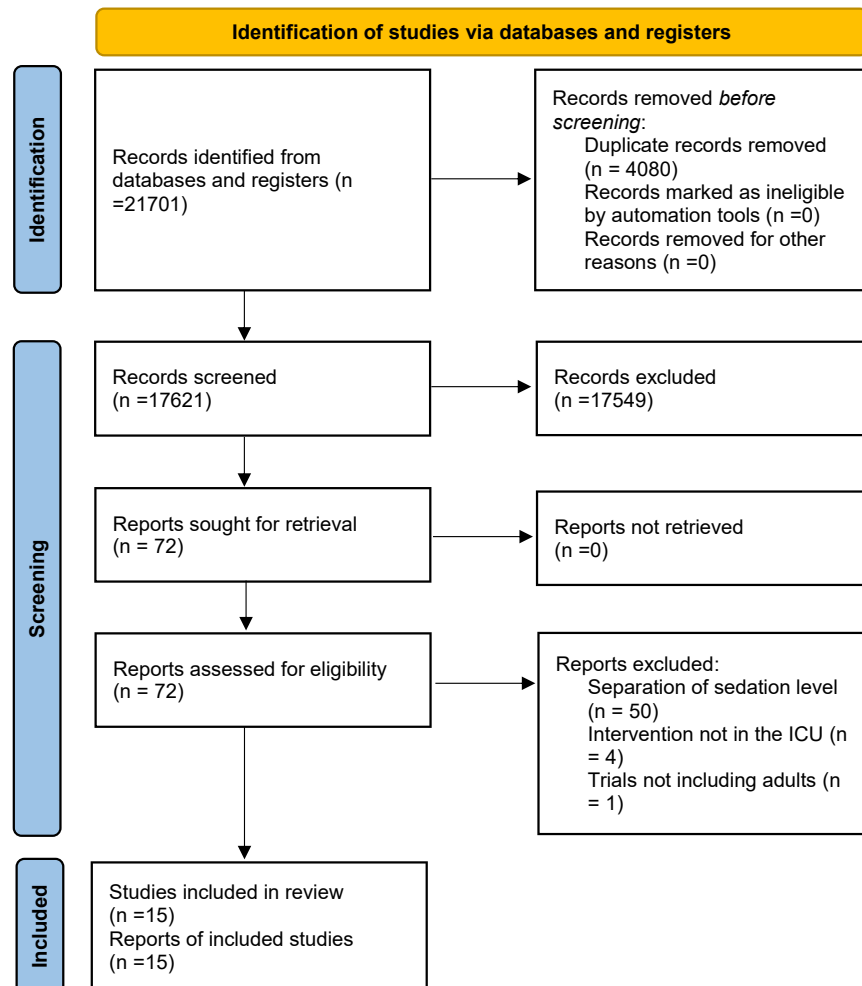 Identification of studies via databases and registers
Identification
Records identified from
databases and registers (n
=21701)
Records removed before
screening:
Duplicate records removed
(n = 4080)
Records marked as ineligible
by automation tools (n =0)
Records removed for other
reasons (n =0)
Screening
Records screened
(n =17621)
Records excluded
(n =17549)
Reports sought for retrieval
(n = 72)
Reports not retrieved
(n =0)
Reports assessed for eligibility
(n = 72)
Reports excluded:
Separation of sedation level
(n = 50)
Intervention not in the ICU (n
= 4)
Trials not including adults (n
= 1)
Included
Studies included in review
(n =15)
Reports of included studies
(n =15)